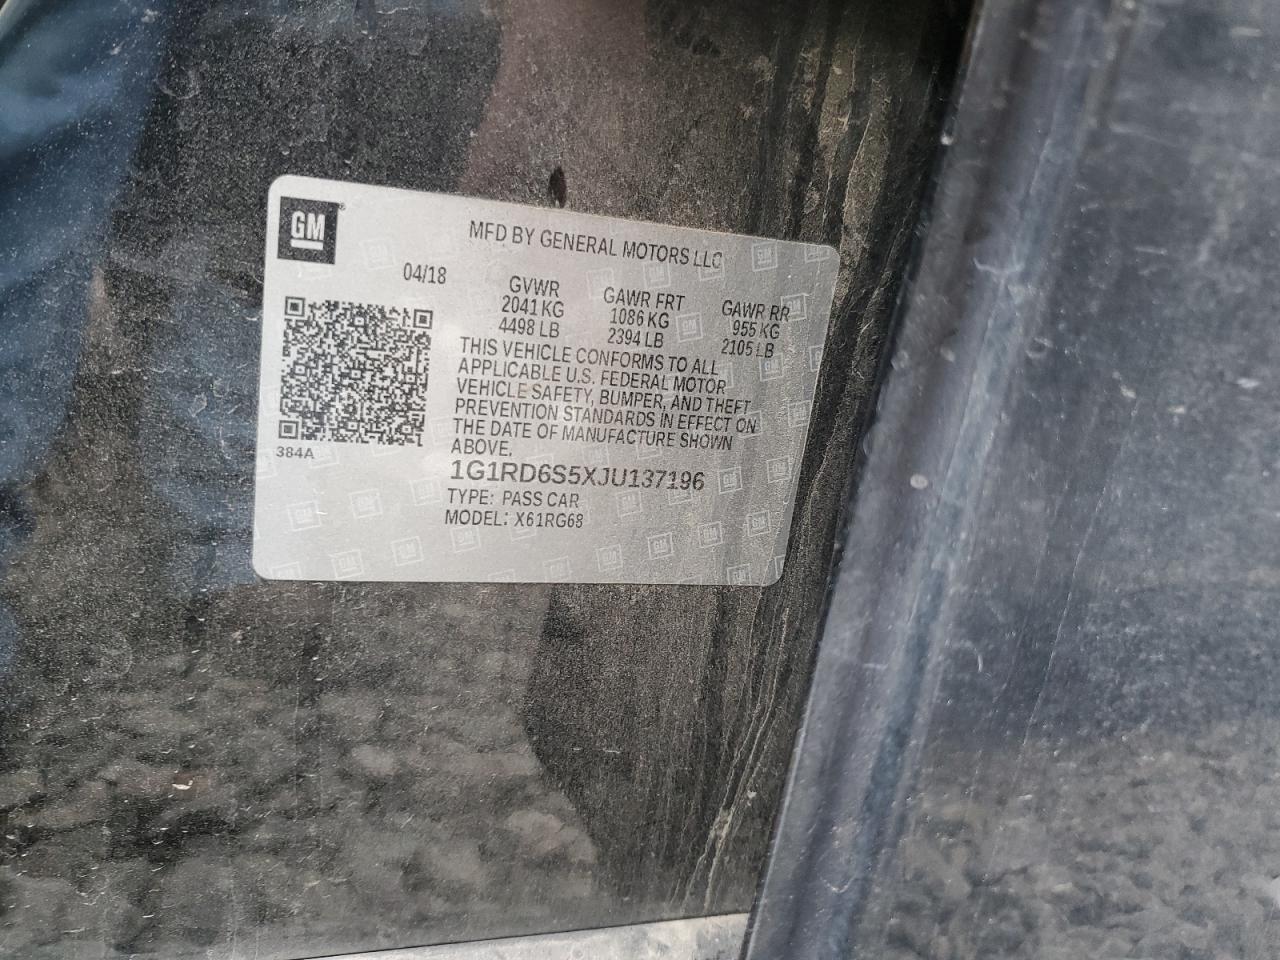 GM
MFD BY GENERAL MOTORS LLC
04/18
GVWR
2041 KG
4498 LB
GAWR FRT
1086 KG
2394 LB
GAWR RR
955 KG
2105 LB
THIS VEHICLE CONFORMS TO ALL
APPLICABLE U.S. FEDERAL MOTOR
VEHICLE SAFETY, BUMPER, AND THEFT
PREVENTION STANDARDS IN EFFECT ON
THE DATE OF MANUFACTURE SHOWN
ABOVE.
384A
1G1RD6S5XJU137196
TYPE: PASS CAR
MODEL: X61RG68